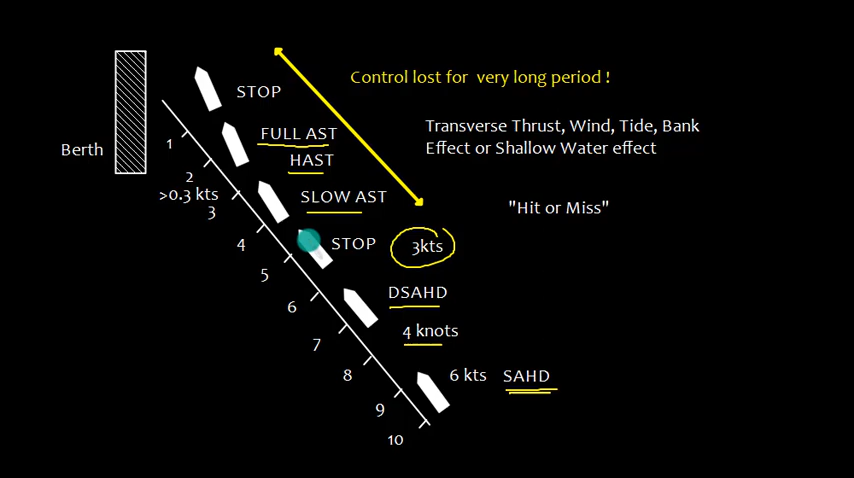 Control lost for very long period !
STOP
Transverse Thrust, Wind, Tide, Bank
Effect or Shallow Water effect
FULL AST
Berth
1
HAST
2
>0.3 kts
SLOW AST
3
"Hit or Miss"
4
STOP
3kts
5
DSAHD
6
4 knots
7
8
6 kts
SAHD
9
10